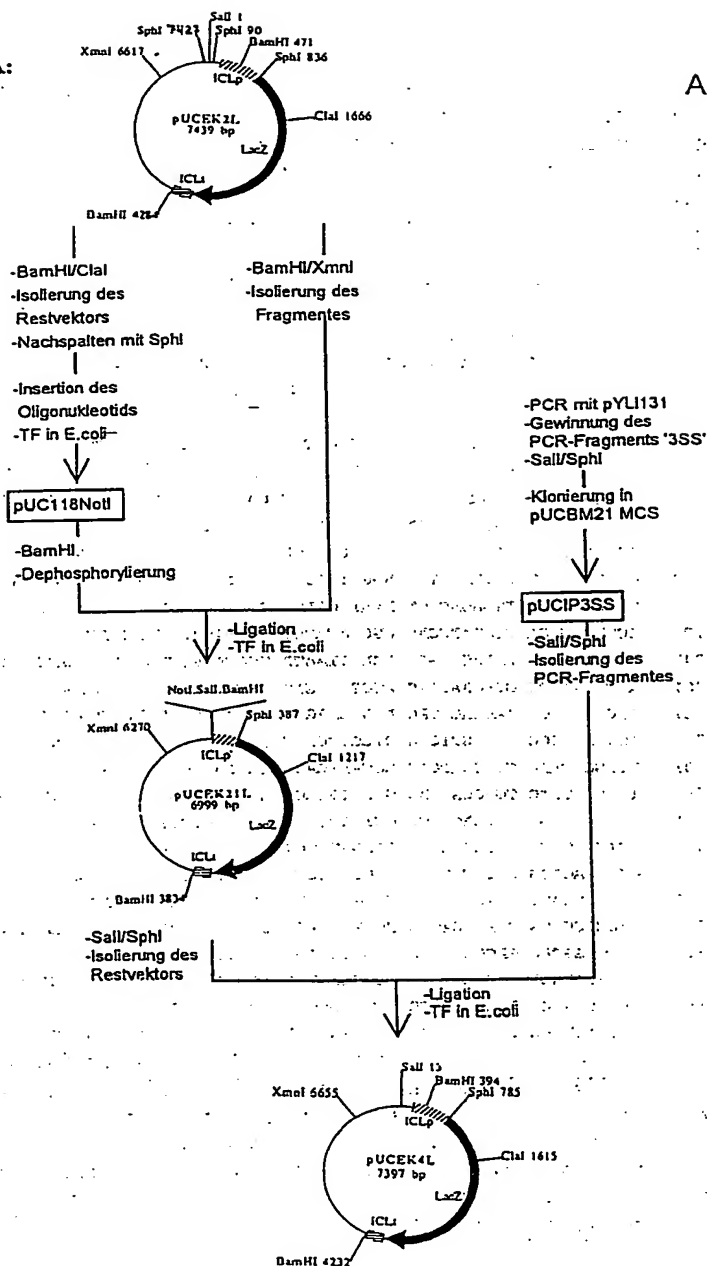 A:
A
SalI 1
SphI 7427
SphI 90
BamHI 471
XmnI 6617
SphI 836
ICLp
pUCEK2L
7439 bp
ClaI 1666
LacZ
ICLt
BamHI 4284
-BamHI/ClaI
-Isolierung des
Restvektors
-Nachspalten mit SphI
-BamHI/XmnI
-Isolierung des
Fragmentes
-Insertion des
Oligonukleotids
-TF in E.coli
-PCR mit pYLI131
-Gewinnung des
PCR-Fragments '3SS'
-SalI/SphI
-Klonierung in
pUCBM21 MCS
pUC118NotI
-BamHI.
-Dephosphorylierung
pUCIP3SS
-Ligation
-TF in E.coli
-SalI/SphI
-Isolierung des
PCR-Fragmentes
NotI.SalI.BamHI
SphI 387
XmnI 6270
ICLp
ClaI 1217
pUCEK21L
6999 bp
LacZ
ICLt
BamHI 3834
-SalI/SphI
-Isolierung des
Restvektors
-Ligation
-TF in E.coli
SalI 13
BamHI 394
XmnI 6655
SphI 785
ICLp
pUCEK4L
7397 bp
ClaI 1615
LacZ
ICLt
BamHI 4232